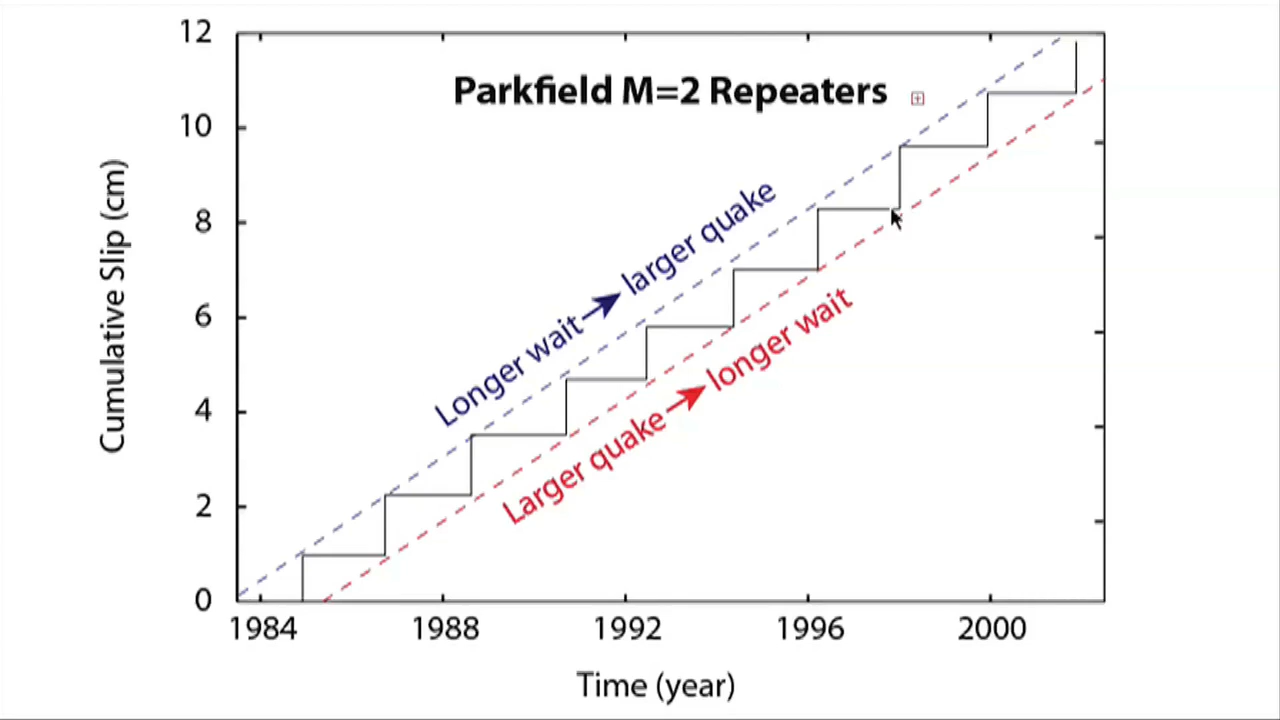 Parkfield M=2 Repeaters
12
10
8
6
4
2
0
Cumulative Slip (cm)
Longer wait → larger quake
Larger quake → longer wait
1984 1988 1992 1996 2000
Time (year)